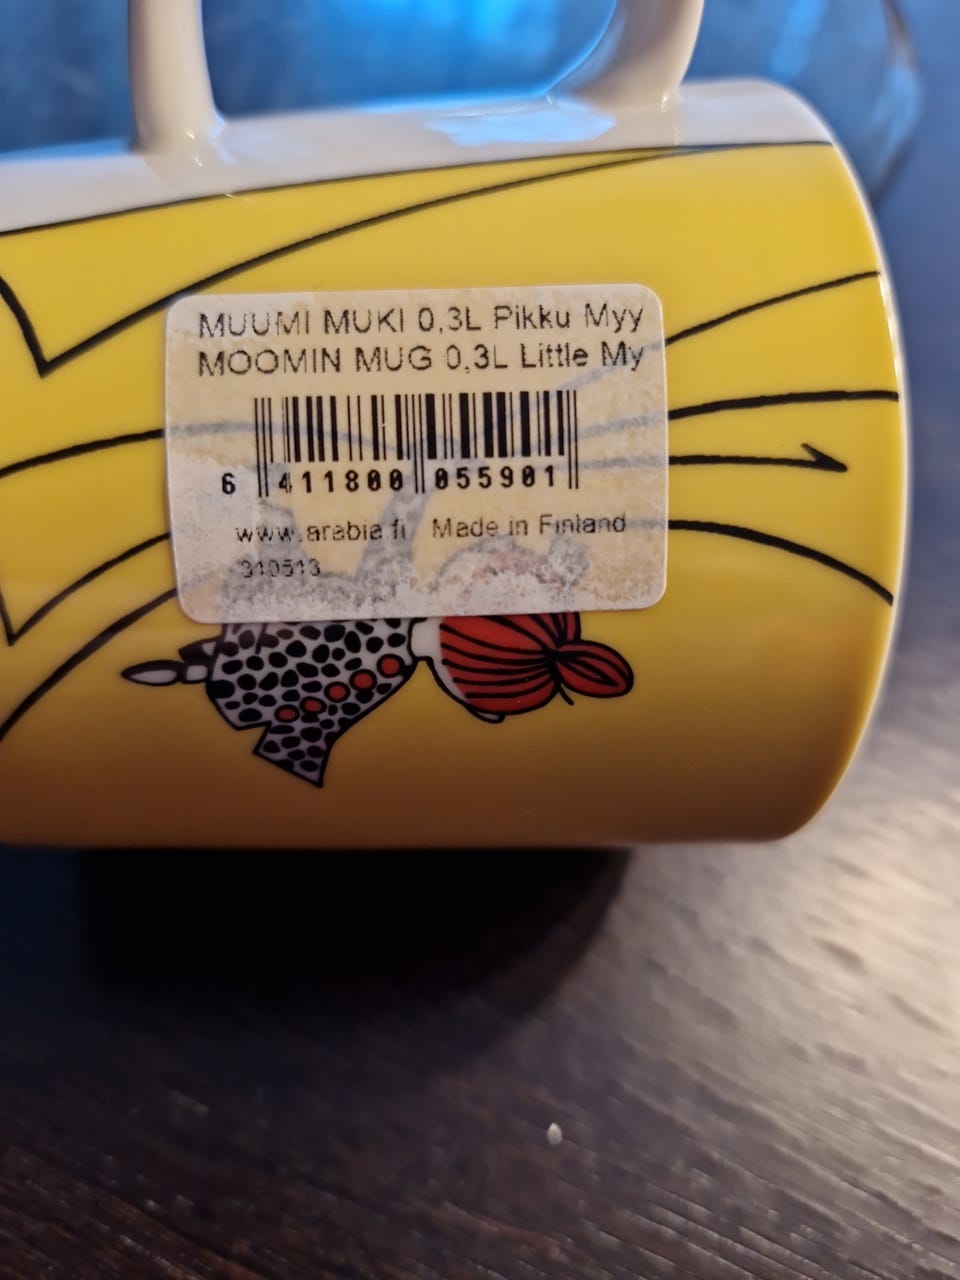 MUUMI MUKI 0,3L Pikku Myy
MOOMIN MUG 0,3L Little My
6 411800 055901
www.arabia.fi Made in Finland
310513